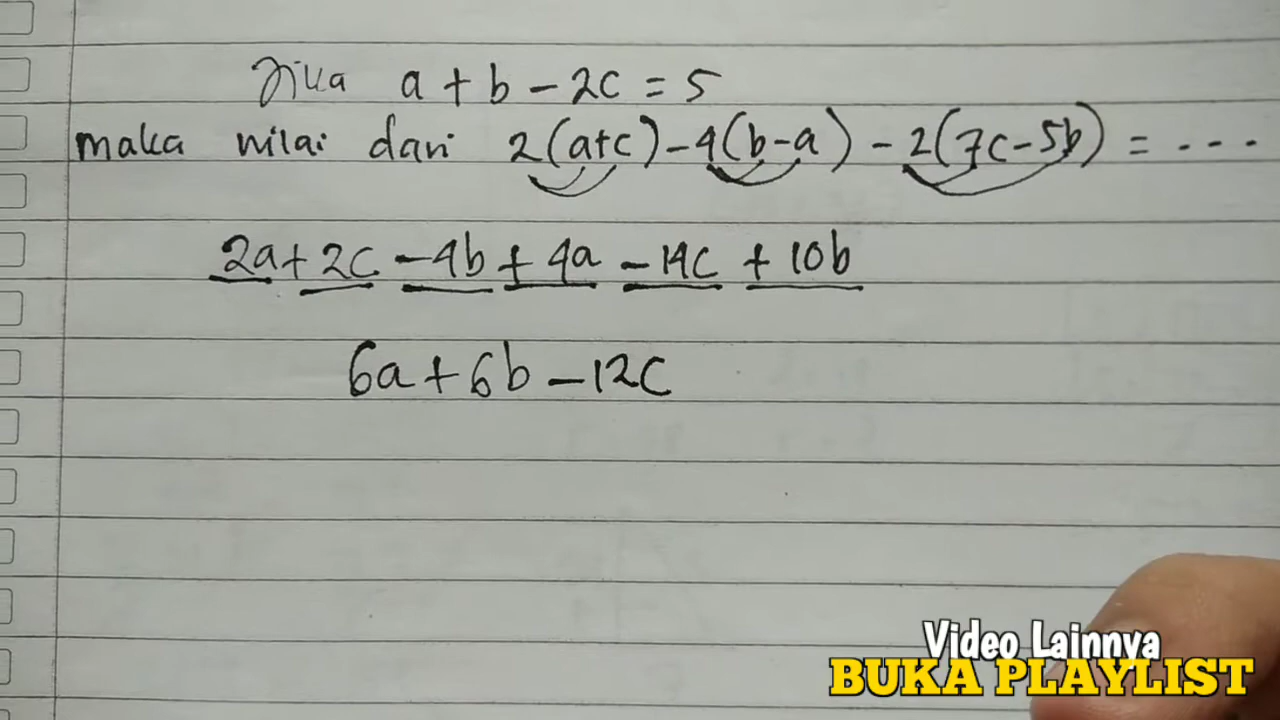 Jika a + b - 2c = 5
maka nilai dari 2(a+c) - 4(b-a) - 2(7c-5b) = ...
2a + 2c - 4b + 4a - 14c + 10b
6a + 6b - 12c
Video Lainnya
BUKA PLAYLIST